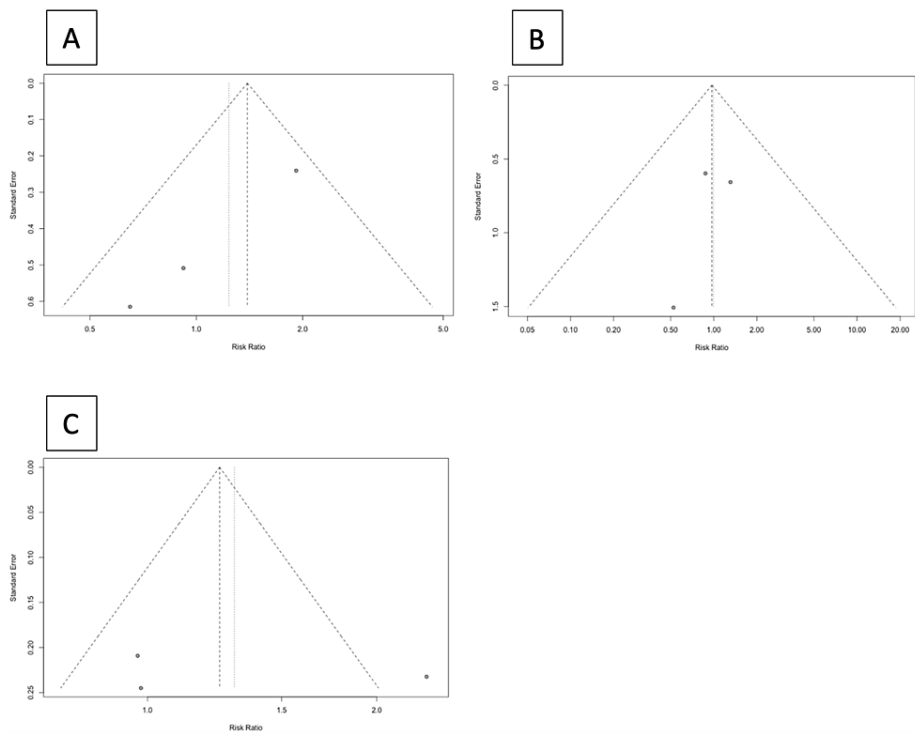 A
B
Standard Error
0.0
0.1
0.2
0.3
0.4
0.5
0.6
0.5 1.0 2.0 5.0
Risk Ratio
Standard Error
0.0
0.5
1.0
1.5
0.05 0.10 0.20 0.50 1.00 2.00 5.00 10.00 20.00
Risk Ratio
C
Standard Error
0.00
0.05
0.10
0.15
0.20
0.25
1.0 1.5 2.0
Risk Ratio